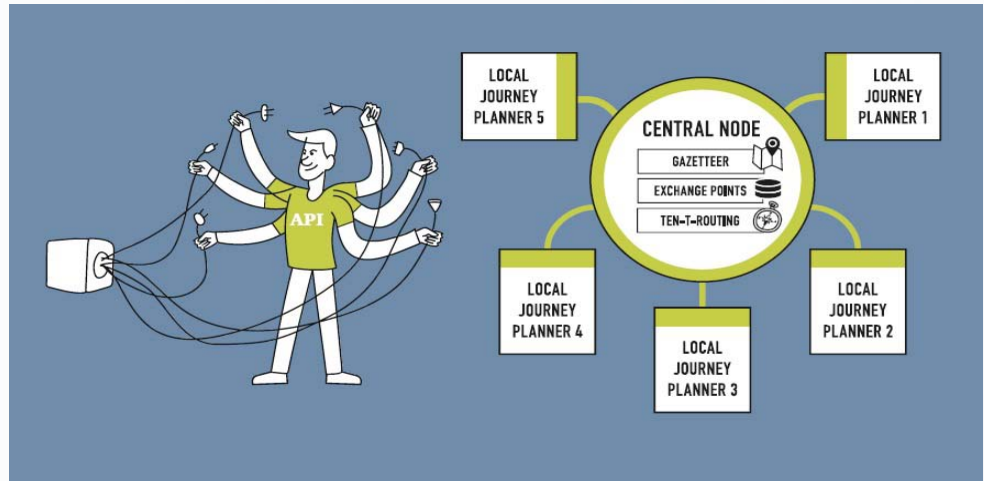 API
LOCAL
JOURNEY
PLANNER 5
CENTRAL NODE
GAZETTEER
EXCHANGE POINTS
TEN-T-ROUTING
LOCAL
JOURNEY
PLANNER 1
LOCAL
JOURNEY
PLANNER 4
LOCAL
JOURNEY
PLANNER 3
LOCAL
JOURNEY
PLANNER 2